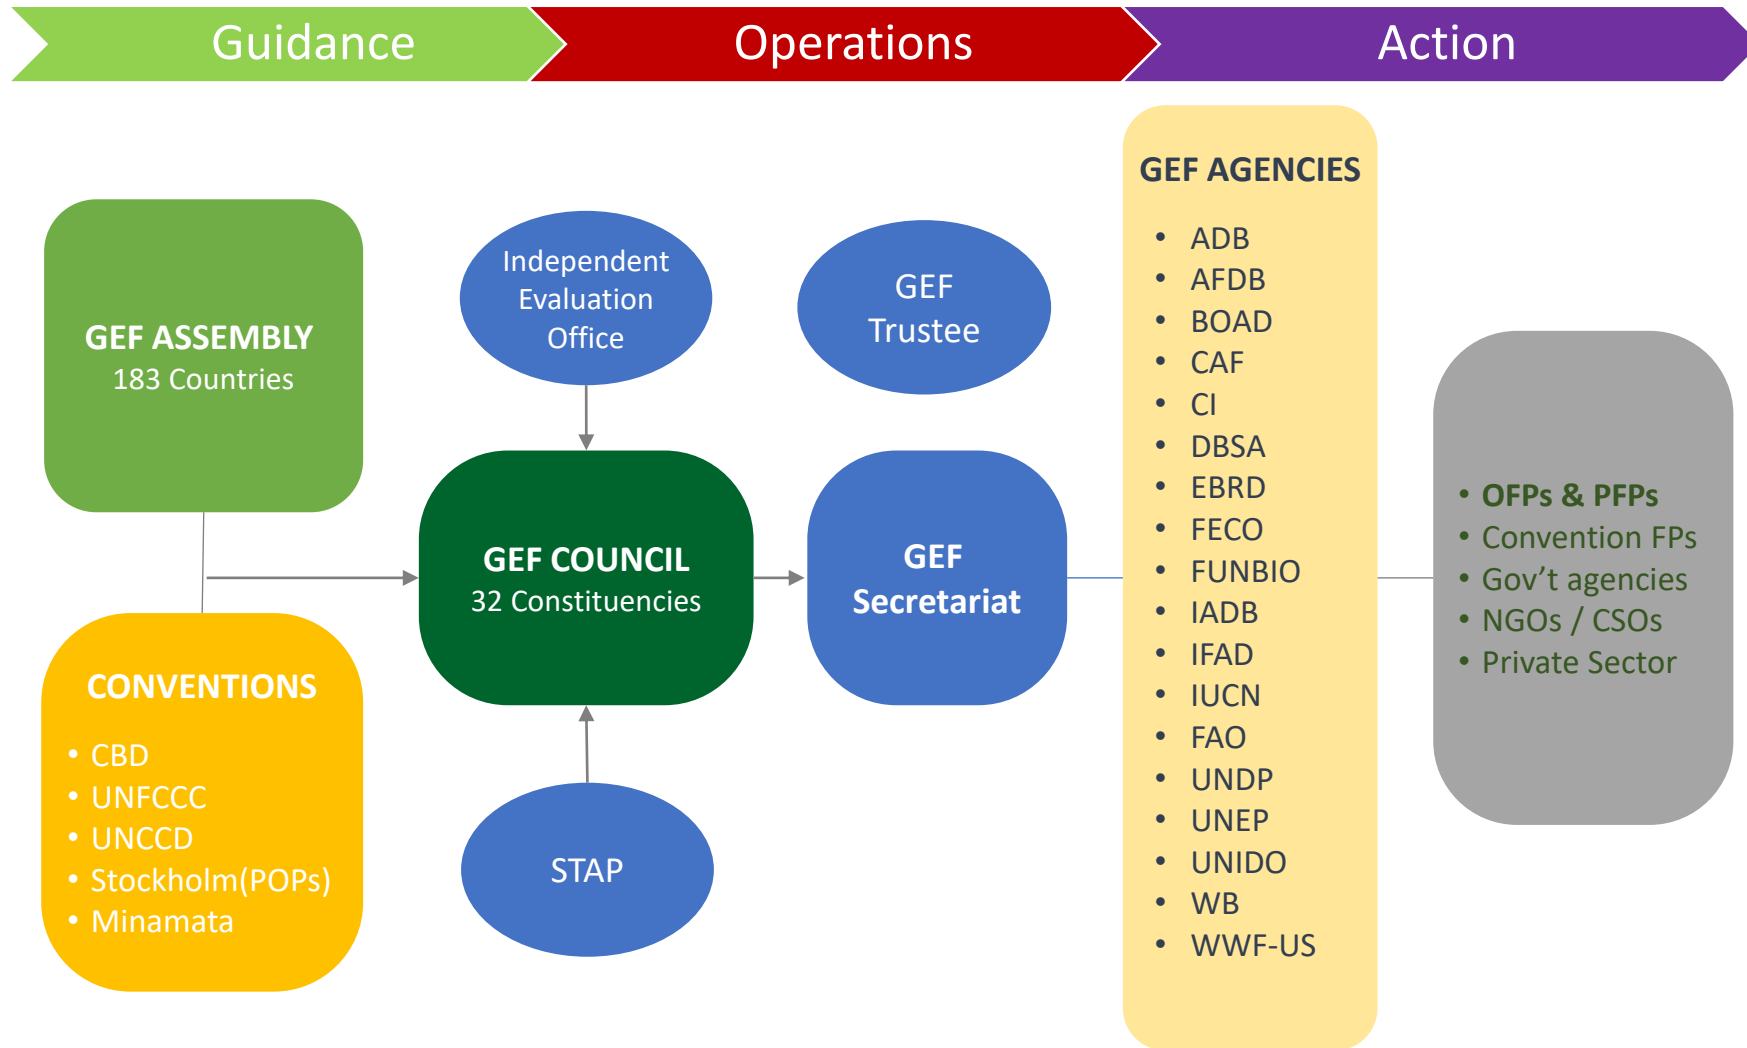 Guidance
Operations
Action
GEF ASSEMBLY
183 Countries
CONVENTIONS
• CBD
• UNFCCC
• UNCCD
• Stockholm(POPs)
• Minamata
Independent
Evaluation
Office
GEF COUNCIL
32 Constituencies
STAP
GEF
Trustee
GEF
Secretariat
GEF AGENCIES
• ADB
• AFDB
• BOAD
• CAF
• CI
• DBSA
• EBRD
• FECO
• FUNBIO
• IADB
• IFAD
• IUCN
• FAO
• UNDP
• UNEP
• UNIDO
• WB
• WWF-US
• OFPs & PFPs
• Convention FPs
• Gov't agencies
• NGOs / CSOs
• Private Sector